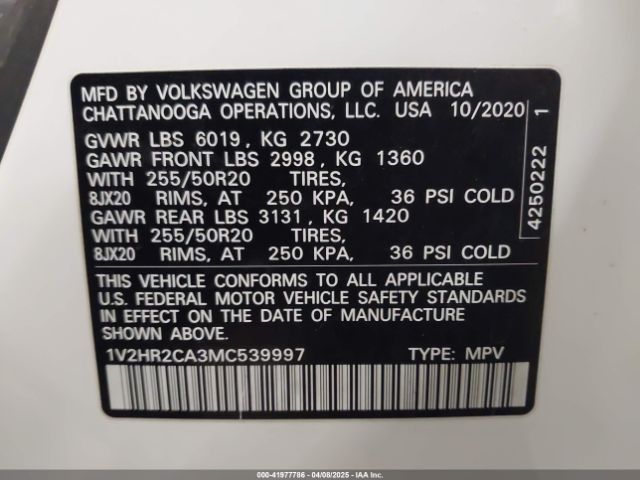 MFD BY VOLKSWAGEN GROUP OF AMERICA
CHATTANOOGA OPERATIONS, LLC. USA 10/2020
GVWR LBS 6019, KG 2730
GAWR FRONT LBS 2998, KG 1360
WITH 255/50R20 TIRES,
8JX20 RIMS, AT 250 KPA, 36 PSI COLD
GAWR REAR LBS 3131, KG 1420
WITH 255/50R20 TIRES,
8JX20 RIMS, AT 250 KPA, 36 PSI COLD
4250222 1
THIS VEHICLE CONFORMS TO ALL APPLICABLE
U.S. FEDERAL MOTOR VEHICLE SAFETY STANDARDS
IN EFFECT ON THE DATE OF MANUFACTURE
SHOWN ABOVE.
1V2HR2CA3MC539997 TYPE: MPV
000-41977786 - 04/08/2025 - IAAI.COM